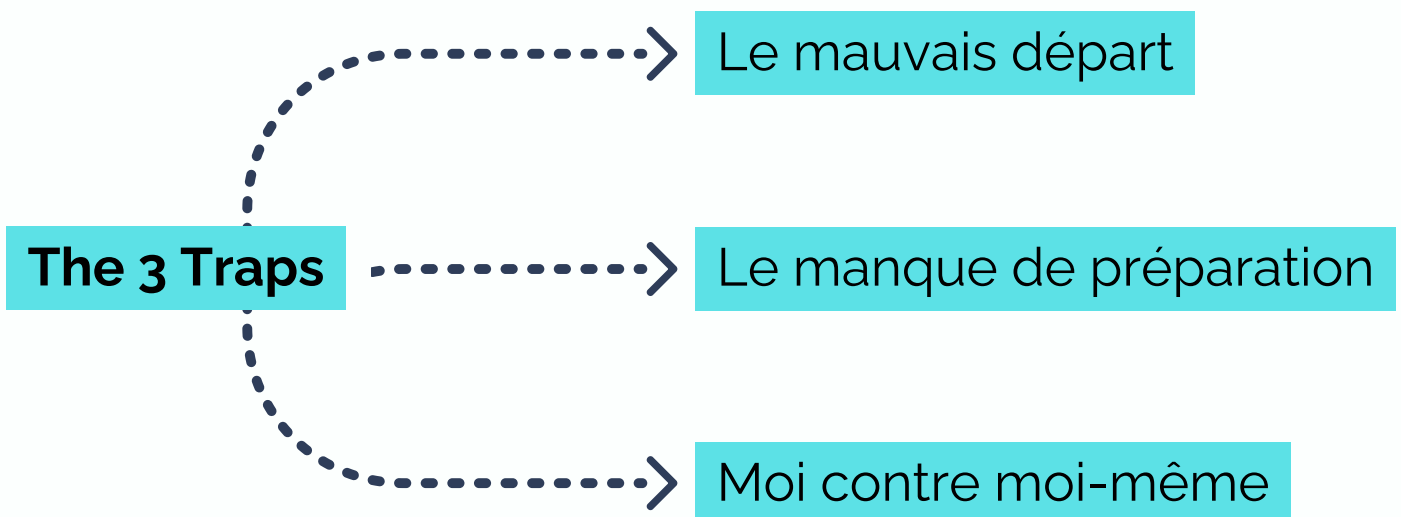 Le mauvais départ
The 3 Traps
Le manque de préparation
Moi contre moi-même